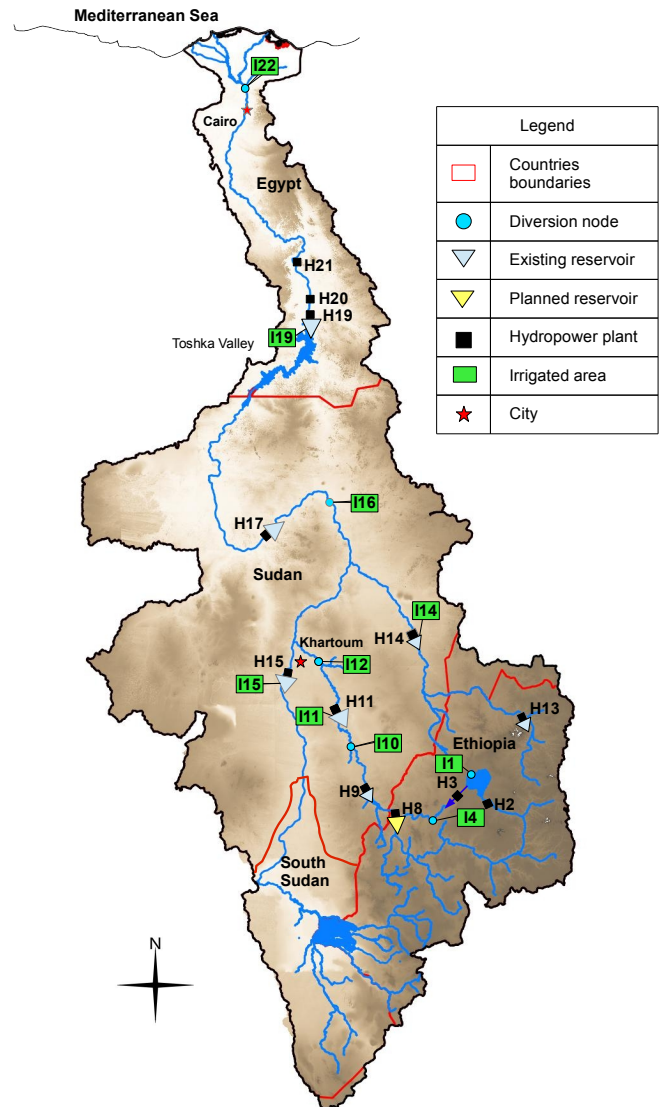 Mediterranean Sea
I22
Cairo
Egypt
H21
H20
H19
I19
Toshka Valley
I16
H17
Sudan
I14
H14
Khartoum
H15
I12
I15
H11
I11
H13
I10
Ethiopia
I1
H3
H9
H2
H8
I4
South
Sudan
N
Legend
Countries
boundaries
Diversion node
Existing reservoir
Planned reservoir
Hydropower plant
Irrigated area
City